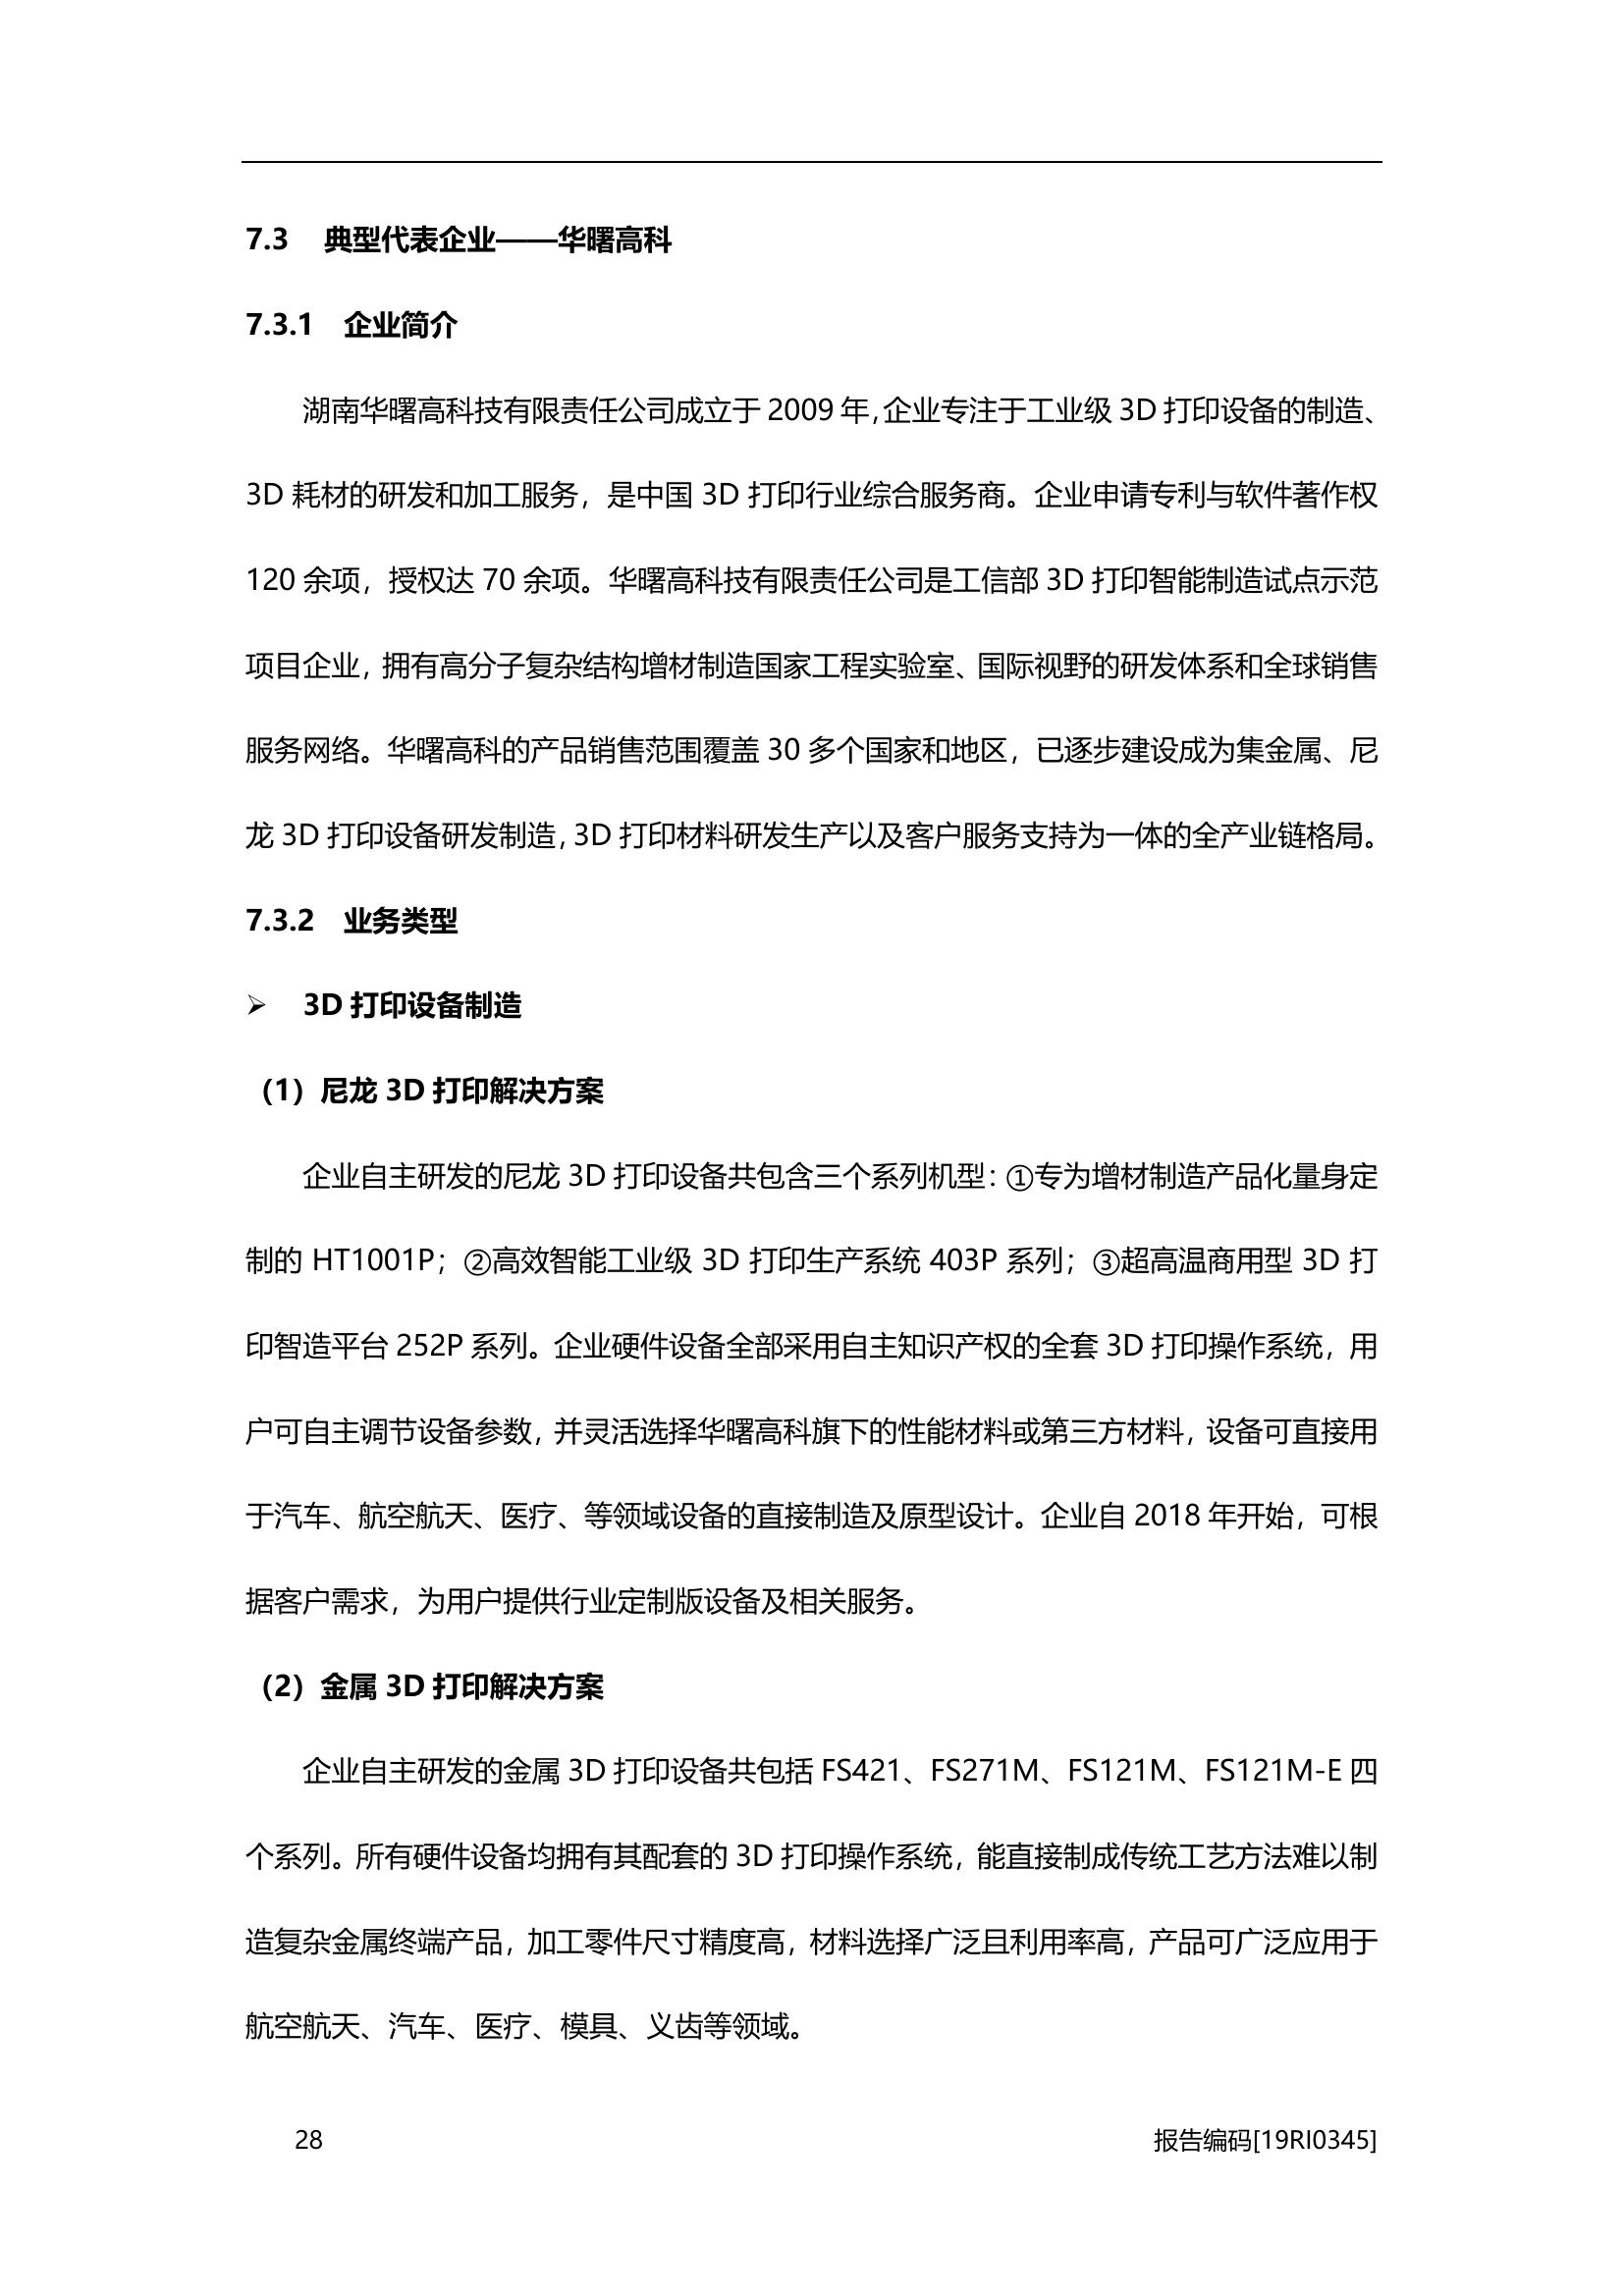 7.3 典型代表企业——华曙高科
7.3.1 企业简介
湖南华曙高科技有限责任公司成立于 2009 年，企业专注于工业级 3D 打印设备的制造、
3D 耗材的研发和加工服务，是中国 3D 打印行业综合服务商。企业申请专利与软件著作权
120 余项，授权达 70 余项。华曙高科技有限责任公司是工信部 3D 打印智能制造试点示范
项目企业，拥有高分子复杂结构增材制造国家工程实验室、国际视野的研发体系和全球销售
服务网络。华曙高科的产品销售范围覆盖 30 多个国家和地区，已逐步建设成为集金属、尼
龙 3D 打印设备研发制造，3D 打印材料研发生产以及客户服务支持为一体的全产业链格局。
7.3.2 业务类型
➢ 3D 打印设备制造
（1）尼龙 3D 打印解决方案
企业自主研发的尼龙 3D 打印设备共包含三个系列机型：①专为增材制造产品化量身定
制的 HT1001P；②高效智能工业级 3D 打印生产系统 403P 系列；③超高温商用型 3D 打
印智造平台 252P 系列。企业硬件设备全部采用自主知识产权的全套 3D 打印操作系统，用
户可自主调节设备参数，并灵活选择华曙高科旗下的性能材料或第三方材料，设备可直接用
于汽车、航空航天、医疗、等领域设备的直接制造及原型设计。企业自 2018 年开始，可根
据客户需求，为用户提供行业定制版设备及相关服务。
（2）金属 3D 打印解决方案
企业自主研发的金属 3D 打印设备共包括 FS421、FS271M、FS121M、FS121M-E 四
个系列。所有硬件设备均拥有其配套的 3D 打印操作系统，能直接制成传统工艺方法难以制
造复杂金属终端产品，加工零件尺寸精度高，材料选择广泛且利用率高，产品可广泛应用于
航空航天、汽车、医疗、模具、义齿等领域。
28 报告编码[19RI0345]